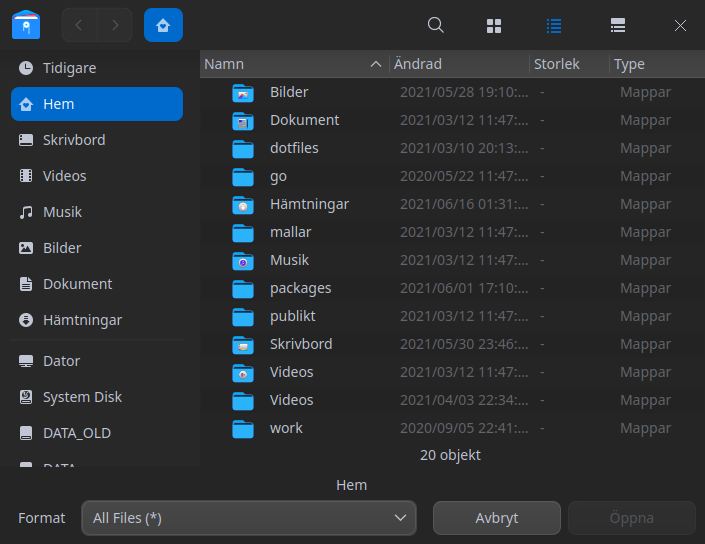 Tidigare
Hem
Skrivbord
Videos
Musik
Bilder
Dokument
Hämtningar
Dator
System Disk
DATA_OLD
DATA
Namn Ändrad Storlek Type
Bilder 2021/05/28 19:10:... - Mappar
Dokument 2021/03/12 11:47:... - Mappar
dotfiles 2021/03/10 20:13:... - Mappar
go 2020/05/22 11:47:... - Mappar
Hämtningar 2021/06/16 01:31:... - Mappar
mallar 2021/03/12 11:47:... - Mappar
Musik 2021/03/12 11:47:... - Mappar
packages 2021/06/01 17:10:... - Mappar
publikt 2021/03/12 11:47:... - Mappar
Skrivbord 2021/05/30 23:46:... - Mappar
Videos 2021/03/12 11:47:... - Mappar
Videos 2021/04/03 22:34:... - Mappar
work 2020/09/05 22:41:... - Mappar
20 objekt
Hem
Format All Files (*) Avbryt Öppna